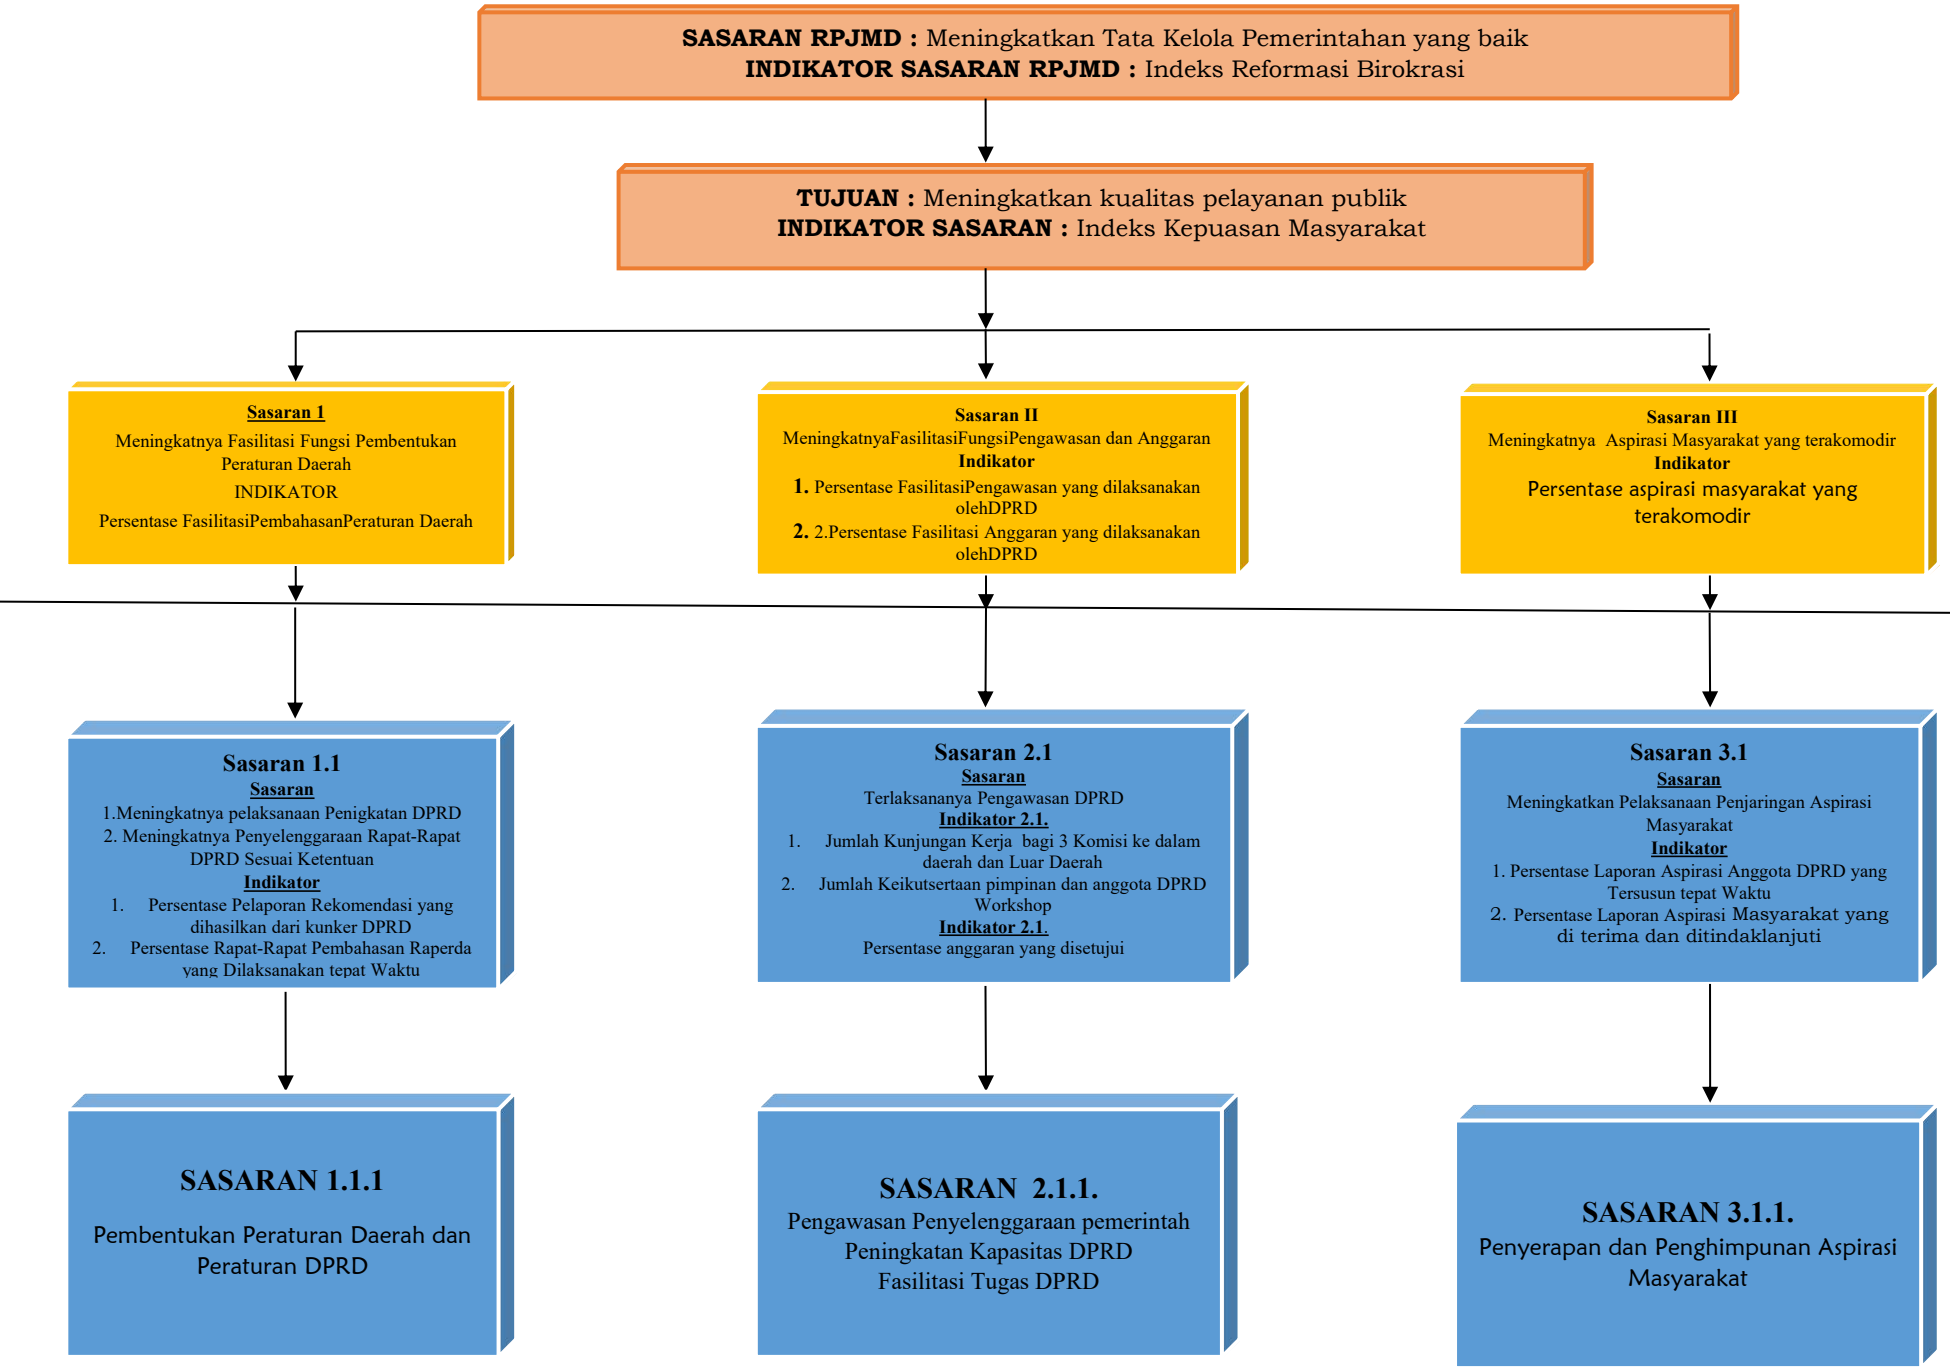 SASARAN RPJMD : Meningkatkan Tata Kelola Pemerintahan yang baik
INDIKATOR SASARAN RPJMD : Indeks Reformasi Birokrasi
TUJUAN : Meningkatkan kualitas pelayanan publik
INDIKATOR SASARAN : Indeks Kepuasan Masyarakat
Sasaran 1
Meningkatnya Fasilitasi Fungsi Pembentukan
Peraturan Daerah
INDIKATOR
Persentase FasilitasiPembahasanPeraturan Daerah
Sasaran II
MeningkatnyaFasilitasiFungsiPengawasan dan Anggaran
Indikator
1. Persentase FasilitasiPengawasan yang dilaksanakan
olehDPRD
2. 2.Persentase Fasilitasi Anggaran yang dilaksanakan
olehDPRD
Sasaran III
Meningkatnya Aspirasi Masyarakat yang terakomodir
Indikator
Persentase aspirasi masyarakat yang
terakomodir
Sasaran 1.1
Sasaran
1.Meningkatnya pelaksanaan Penigkatan DPRD
2. Meningkatnya Penyelenggaraan Rapat-Rapat
DPRD Sesuai Ketentuan
Indikator
1. Persentase Pelaporan Rekomendasi yang
dihasilkan dari kunker DPRD
2. Persentase Rapat-Rapat Pembahasan Raperda
yang Dilaksanakan tepat Waktu
Sasaran 2.1
Sasaran
Terlaksananya Pengawasan DPRD
Indikator 2.1.
1. Jumlah Kunjungan Kerja bagi 3 Komisi ke dalam
daerah dan Luar Daerah
2. Jumlah Keikutsertaan pimpinan dan anggota DPRD
Workshop
Indikator 2.1.
Persentase anggaran yang disetujui
Sasaran 3.1
Sasaran
Meningkatkan Pelaksanaan Penjaringan Aspirasi
Masyarakat
Indikator
1. Persentase Laporan Aspirasi Anggota DPRD yang
Tersusun tepat Waktu
2. Persentase Laporan Aspirasi Masyarakat yang
di terima dan ditindaklanjuti
SASARAN 1.1.1
Pembentukan Peraturan Daerah dan
Peraturan DPRD
SASARAN 2.1.1.
Pengawasan Penyelenggaraan pemerintah
Peningkatan Kapasitas DPRD
Fasilitasi Tugas DPRD
SASARAN 3.1.1.
Penyerapan dan Penghimpunan Aspirasi
Masyarakat